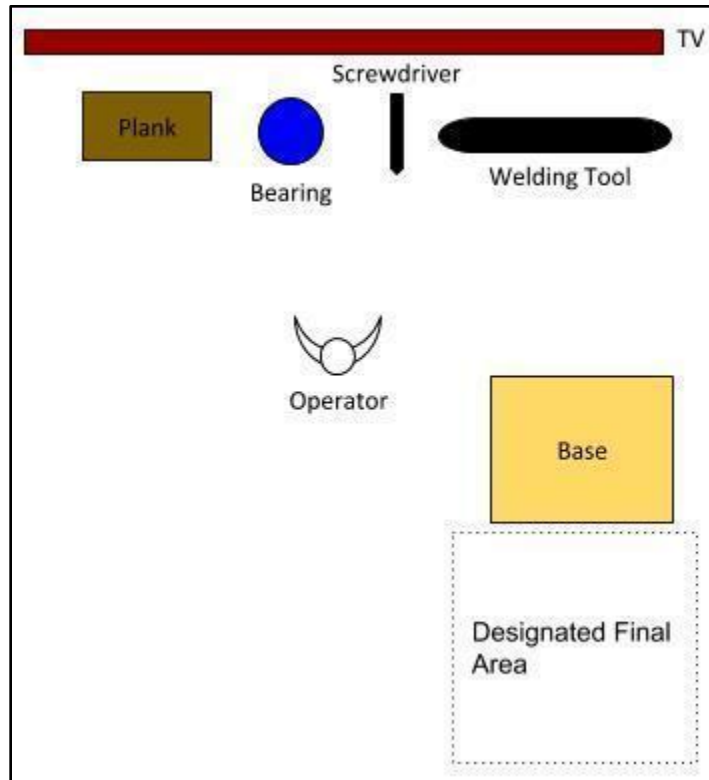 TV
Screwdriver
Plank
Bearing
Welding Tool
Operator
Base
Designated Final
Area